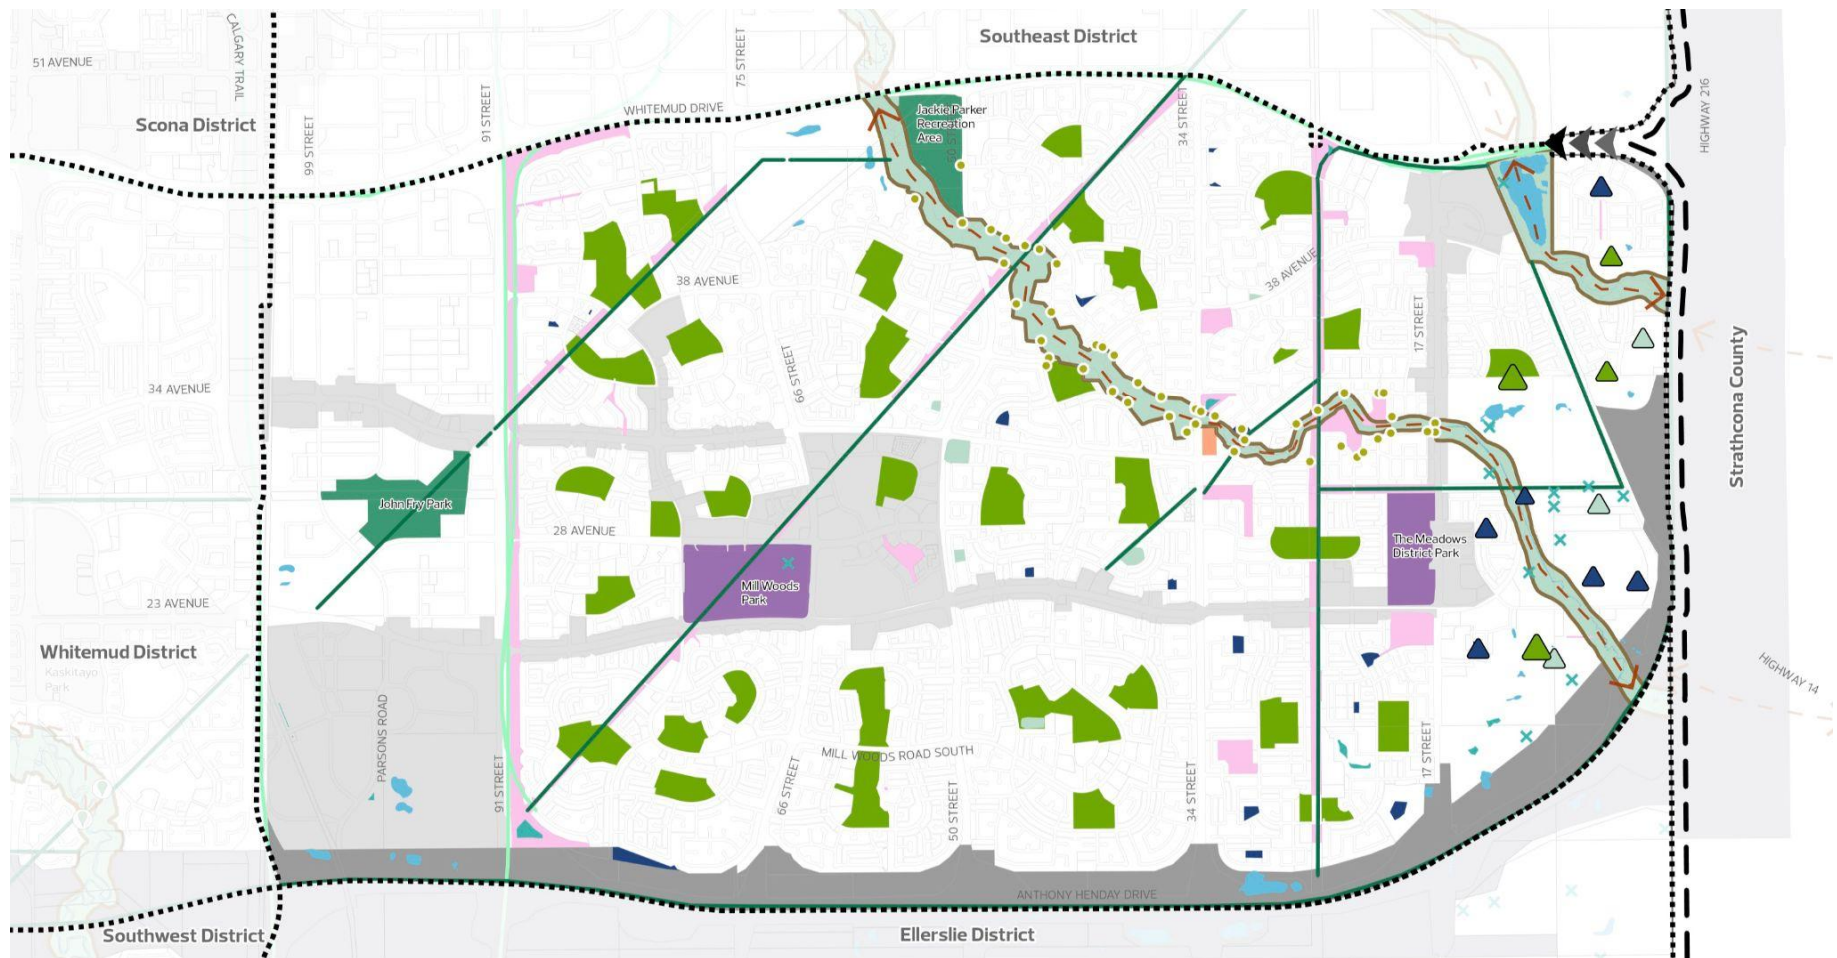 Southeast District
51 AVENUE
CALGARY TRAIL
75 STREET
91 STREET
WHITEMUD DRIVE
Scona District
99 STREET
Jackie Parker
Recreation
Area
50 STREET
34 STREET
HIGHWAY 216
38 AVENUE
38 AVENUE
17 STREET
66 STREET
34 AVENUE
Strathcona County
John Fry Park
28 AVENUE
The Meadows
District Park
Mill Woods
Park
23 AVENUE
Whitemud District
Kaskitayo
Park
HIGHWAY 14
PARSONS ROAD
MILL WOODS ROAD SOUTH
91 STREET
66 STREET
50 STREET
34 STREET
17 STREET
ANTHONY HENDAY DRIVE
Southwest District
Ellerslie District